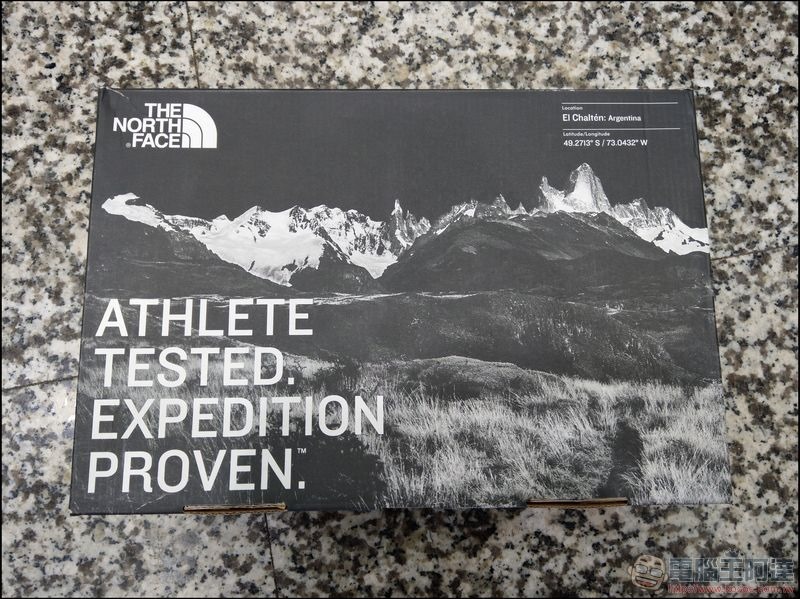 THE
NORTH
FACE
®
Location
El Chaltén: Argentina
Latitude/Longitude
49.2713° S / 73.0432° W
ATHLETE
TESTED.
EXPEDITION
PROVEN.™
電腦王阿達